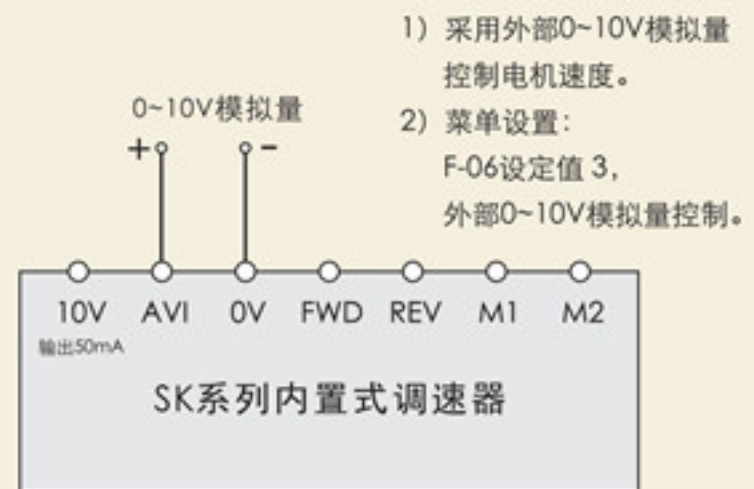 1）采用外部0~10V模拟量
控制电机速度。
2）菜单设置：
F-06设定值 3，
外部0~10V模拟量控制。
0~10V模拟量
+ -
10V AVI 0V FWD REV M1 M2
输出50mA
SK系列内置式调速器